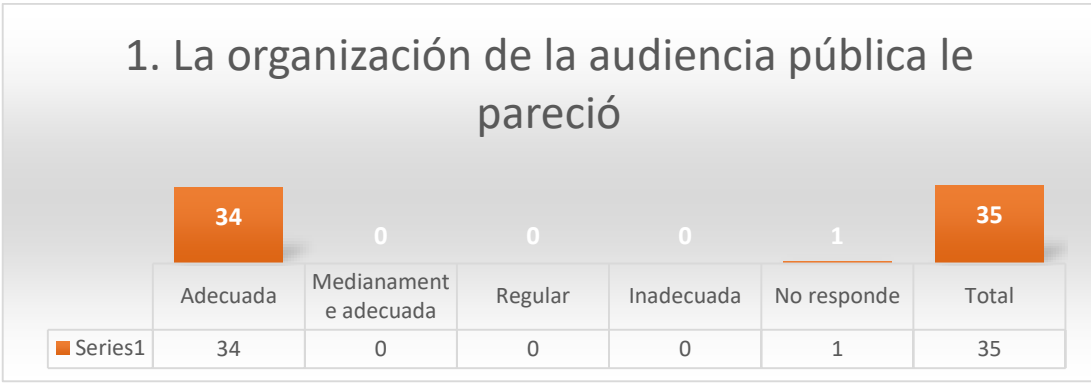 1. La organización de la audiencia pública le
pareció
34 0 0 0 1 35
Adecuada Medianament e adecuada Regular Inadecuada No responde Total
Series1 34 0 0 0 1 35